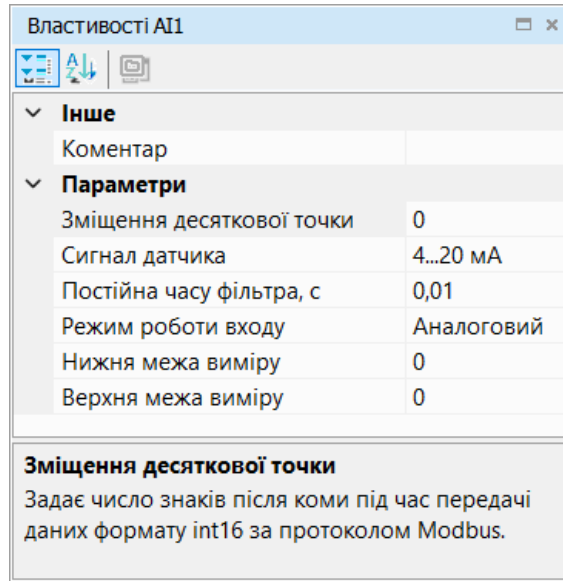 Властивості AI1
Інше
Коментар
Параметри
Зміщення десяткової точки 0
Сигнал датчика 4...20 мА
Постійна часу фільтра, с 0,01
Режим роботи входу Аналоговий
Нижня межа виміру 0
Верхня межа виміру 0
Зміщення десяткової точки
Задає число знаків після коми під час передачі
даних формату int16 за протоколом Modbus.